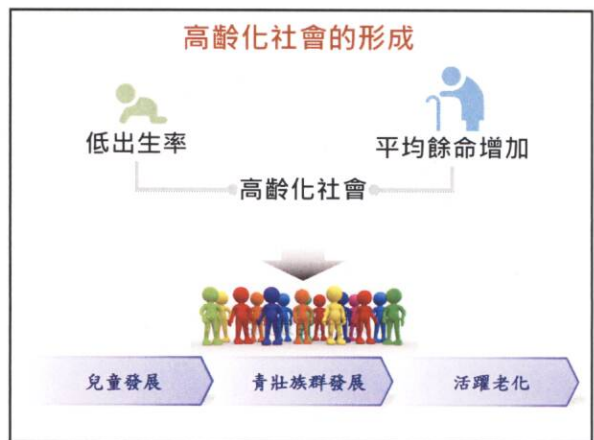 高齡化社會的形成
低出生率
平均餘命增加
高齡化社會
兒童發展
青壯族群發展
活躍老化